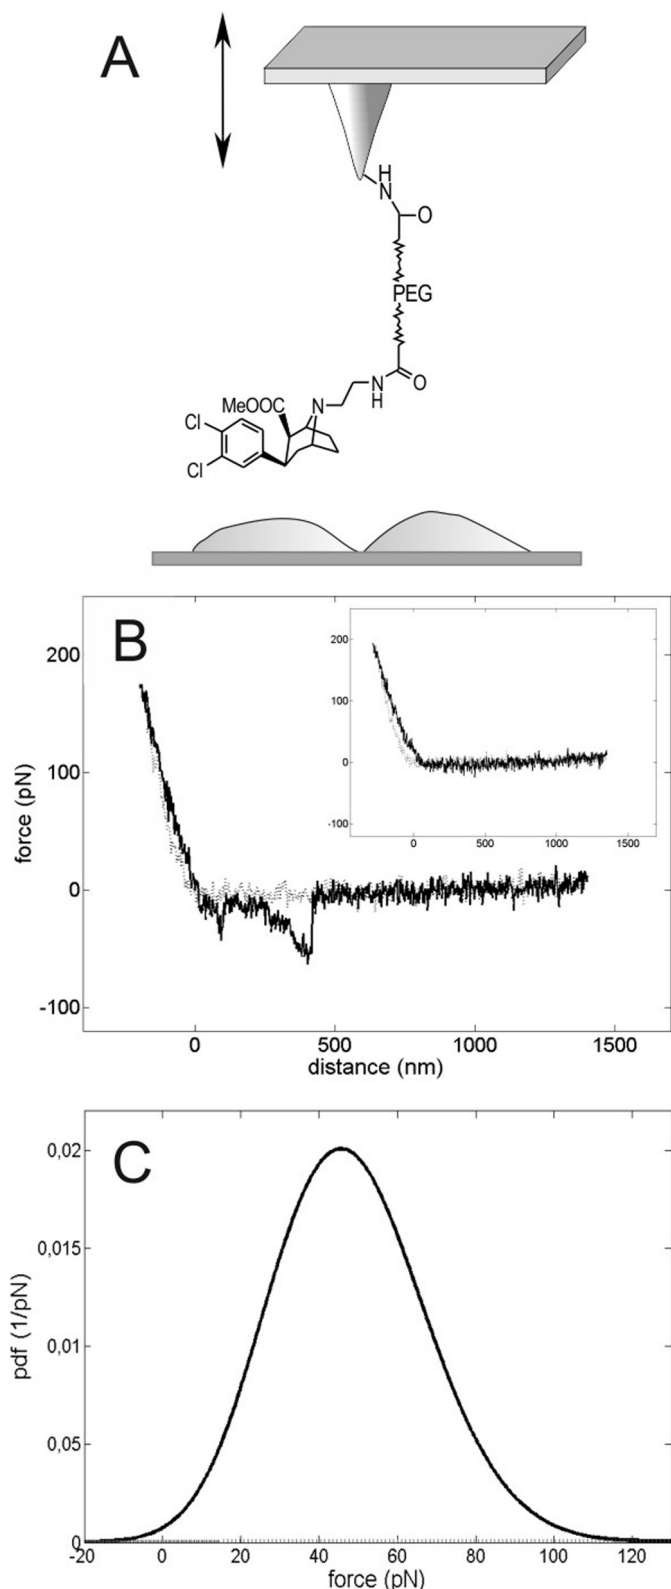 A
H
N
O
PEG
MeOOC
N
N
H
O
Cl
Cl
B
200
100
0
-100
force (pN)
0
500
1000
1500
distance (nm)
200
100
0
-100
0
500
1000
1500
C
0,02
0,015
0,01
0,05
0
pdf (1/pN)
-20
0
20
40
60
80
100
120
force (pN)